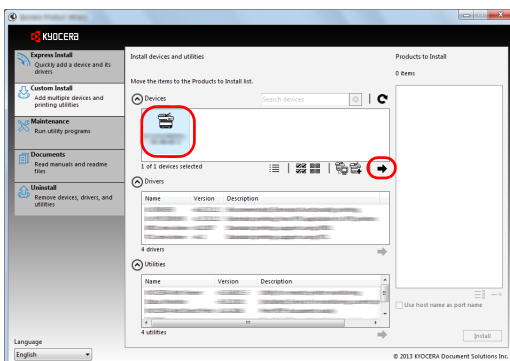 KYOCERA
Express Install
Quickly add a device and its
drivers
Custom Install
Add multiple devices and
printing utilities
Maintenance
Run utility programs
Documents
Read manuals and readme
files
Uninstall
Remove devices, drivers, and
utilities
Language
English
Install devices and utilities
Move the items to the Products to Install list.
Devices
Search devices
1 of 1 devices selected
Drivers
Name Version Description
4 drivers
Utilities
Name Version Description
4 utilities
Products to Install
0 items
Use host name as port name
Install
© 2013 KYOCERA Document Solutions Inc.